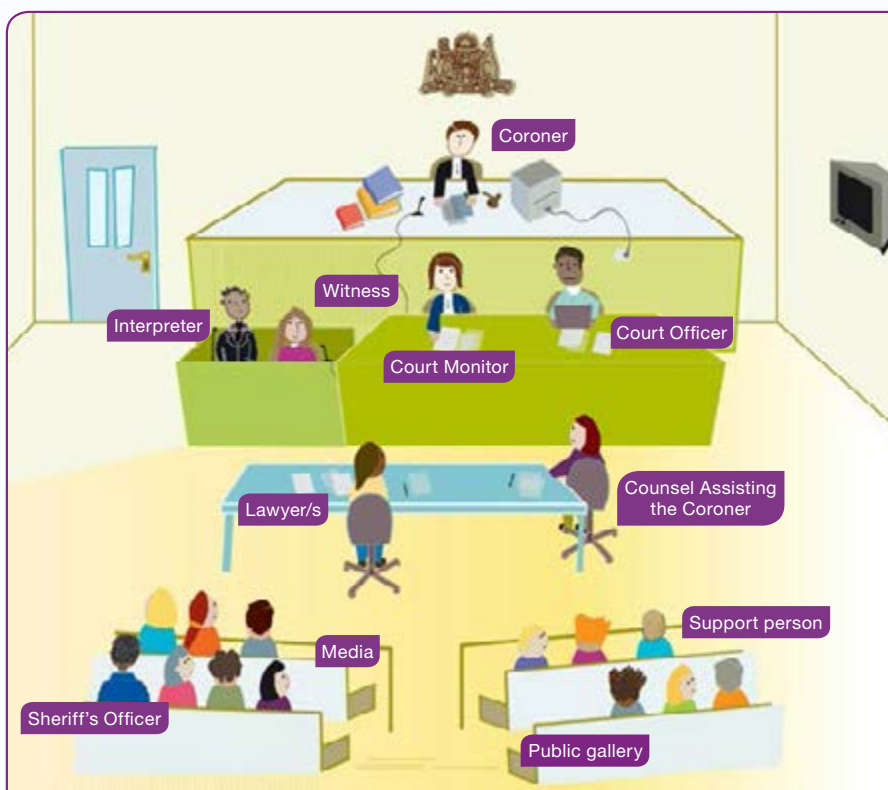 Coroner
Witness
Interpreter
Court Officer
Court Monitor
Lawyer/s
Counsel Assisting
the Coroner
Support person
Media
Sheriff's Officer
Public gallery